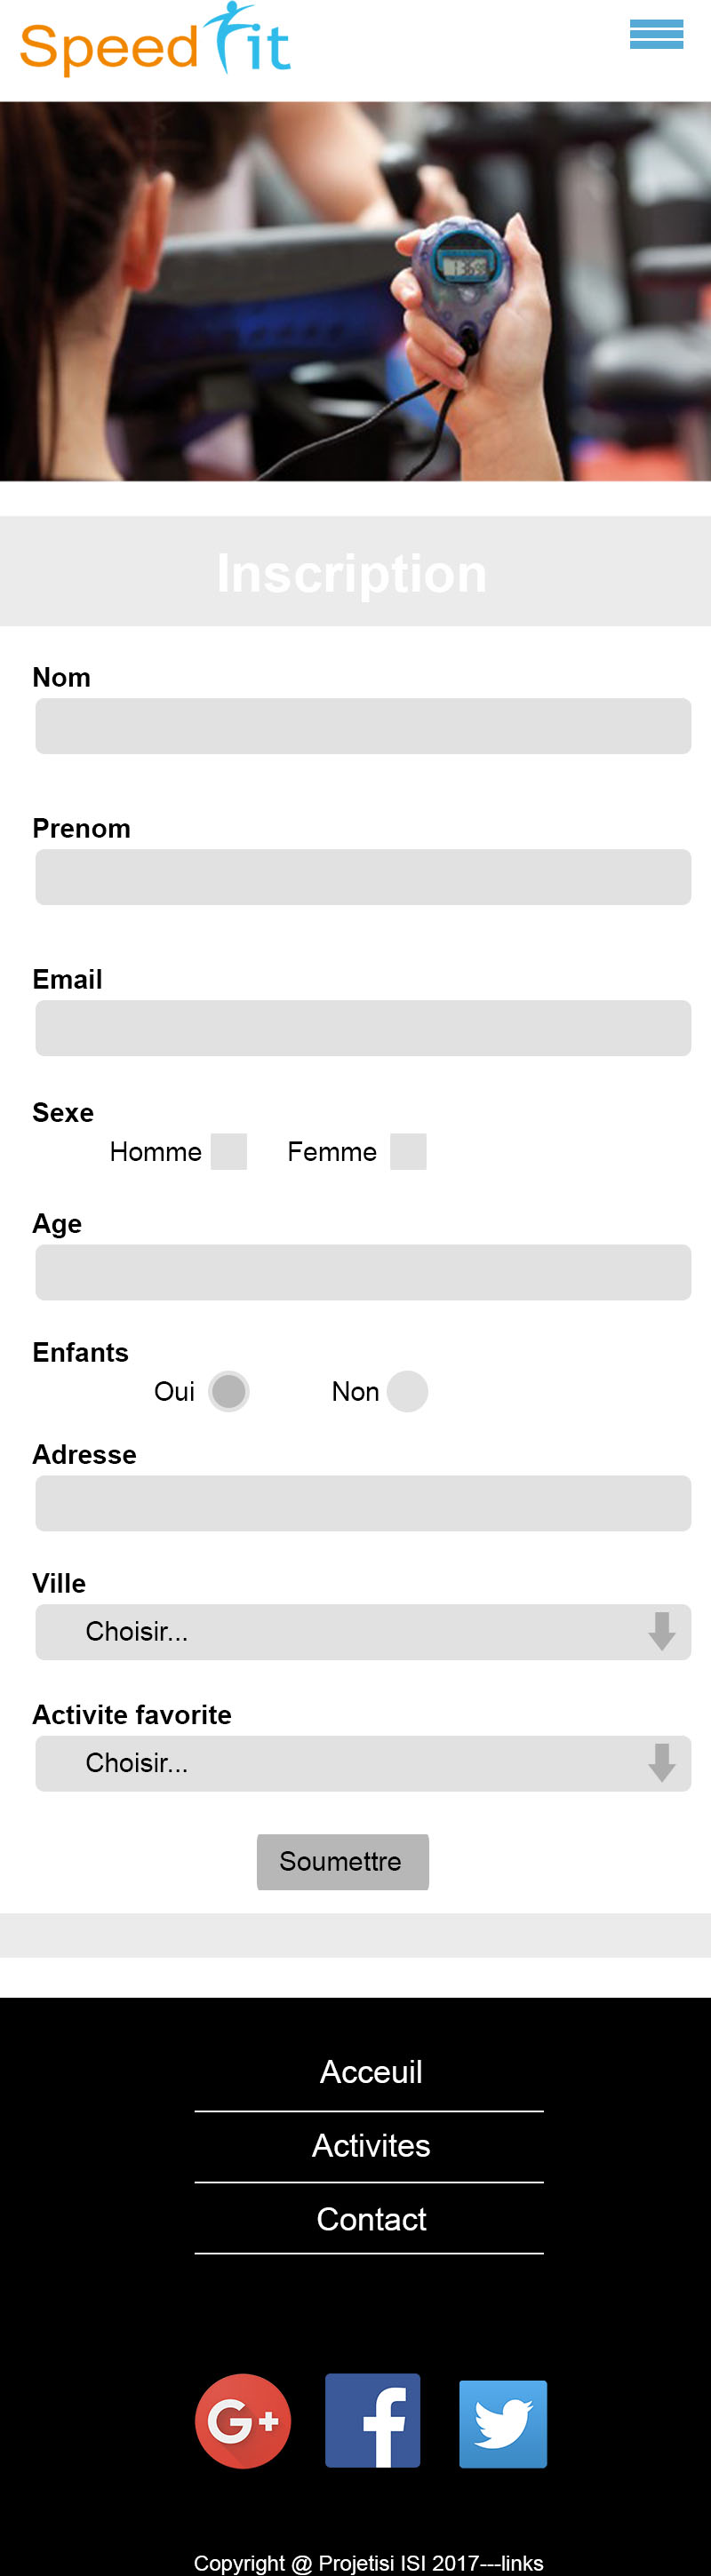 Speed Fit
Inscription
Nom
Prenom
Email
Sexe
Homme Femme
Age
Enfants
Oui Non
Adresse
Ville
Choisir...
Activite favorite
Choisir...
Soumettre
Acceuil
Activites
Contact
G+ f
Copyright @ Projetisi ISI 2017---links